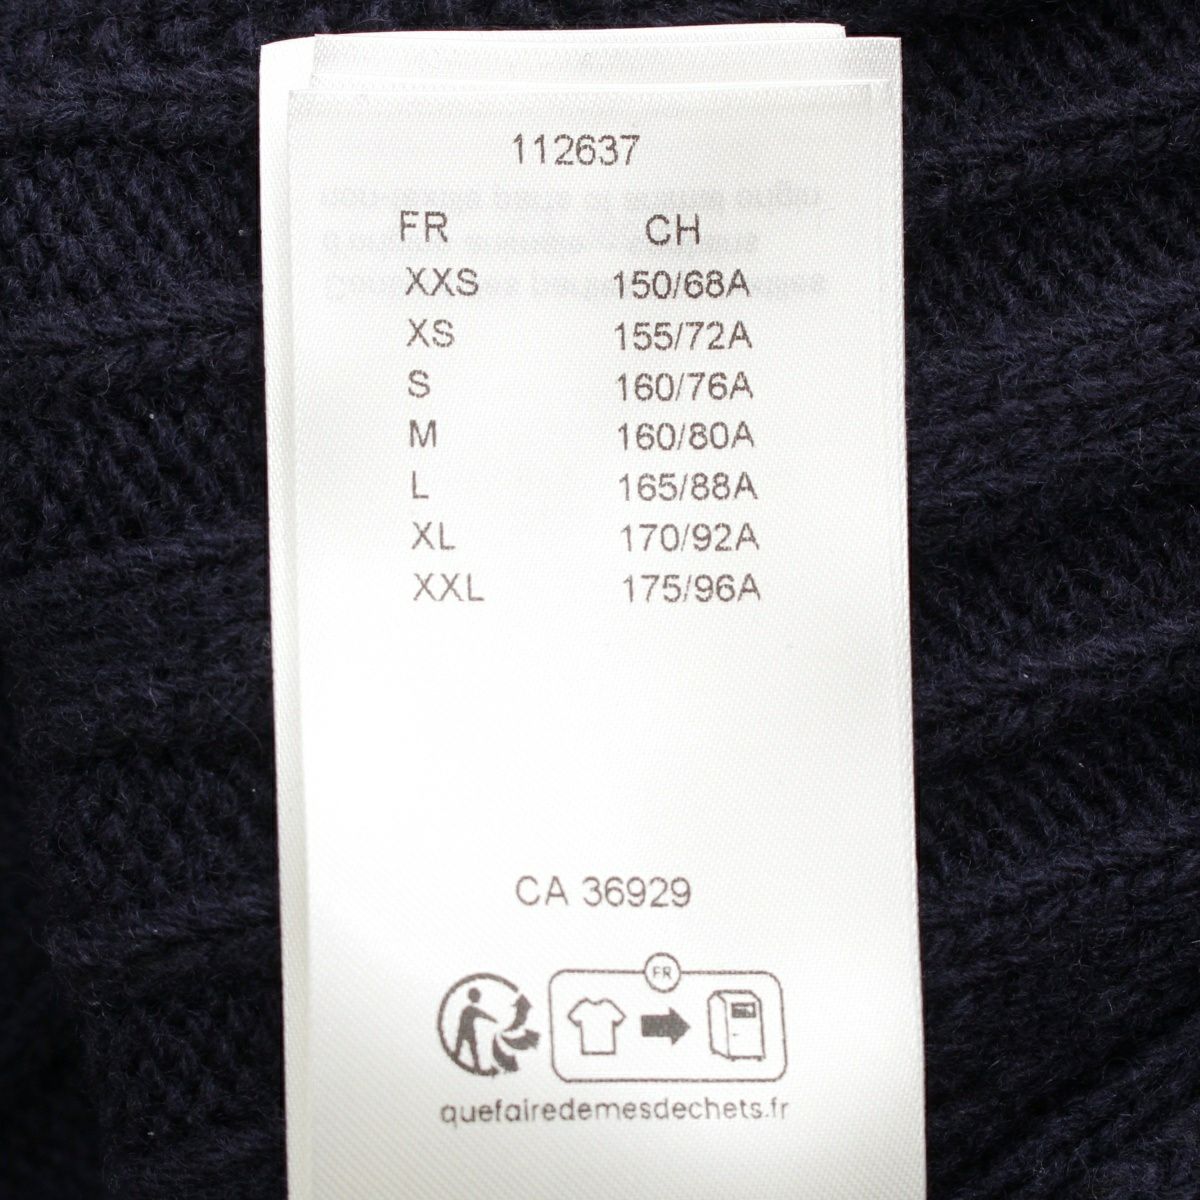 112637
FR CH
XXS 150/68A
XS 155/72A
S 160/76A
M 160/80A
L 165/88A
XL 170/92A
XXL 175/96A
CA 36929
FR
quefairedemesdechets.fr